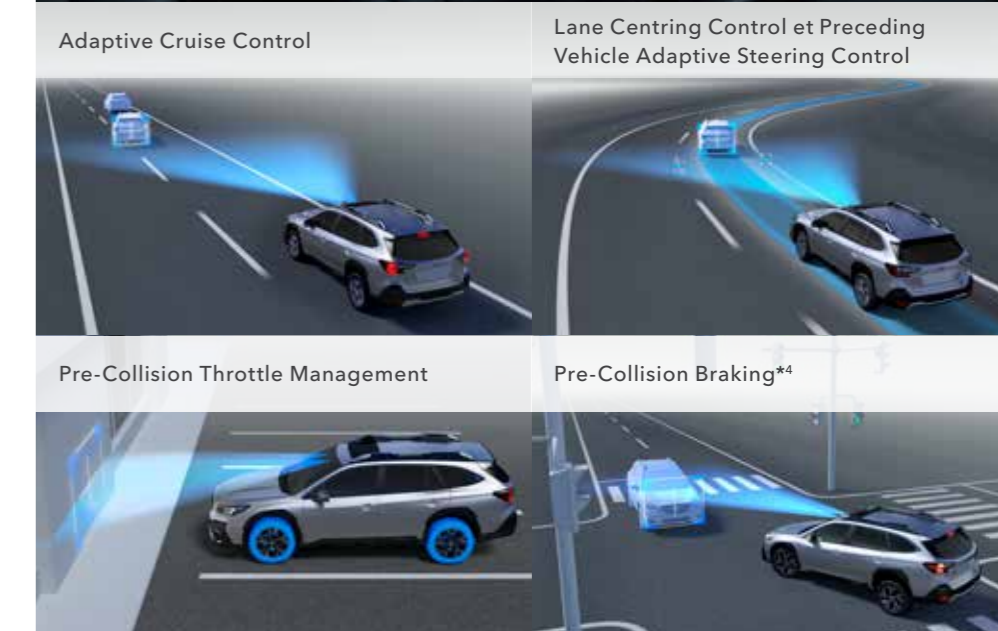 Adaptive Cruise Control
Lane Centring Control et Preceding
Vehicle Adaptive Steering Control
Pre-Collision Throttle Management
Pre-Collision Braking*4